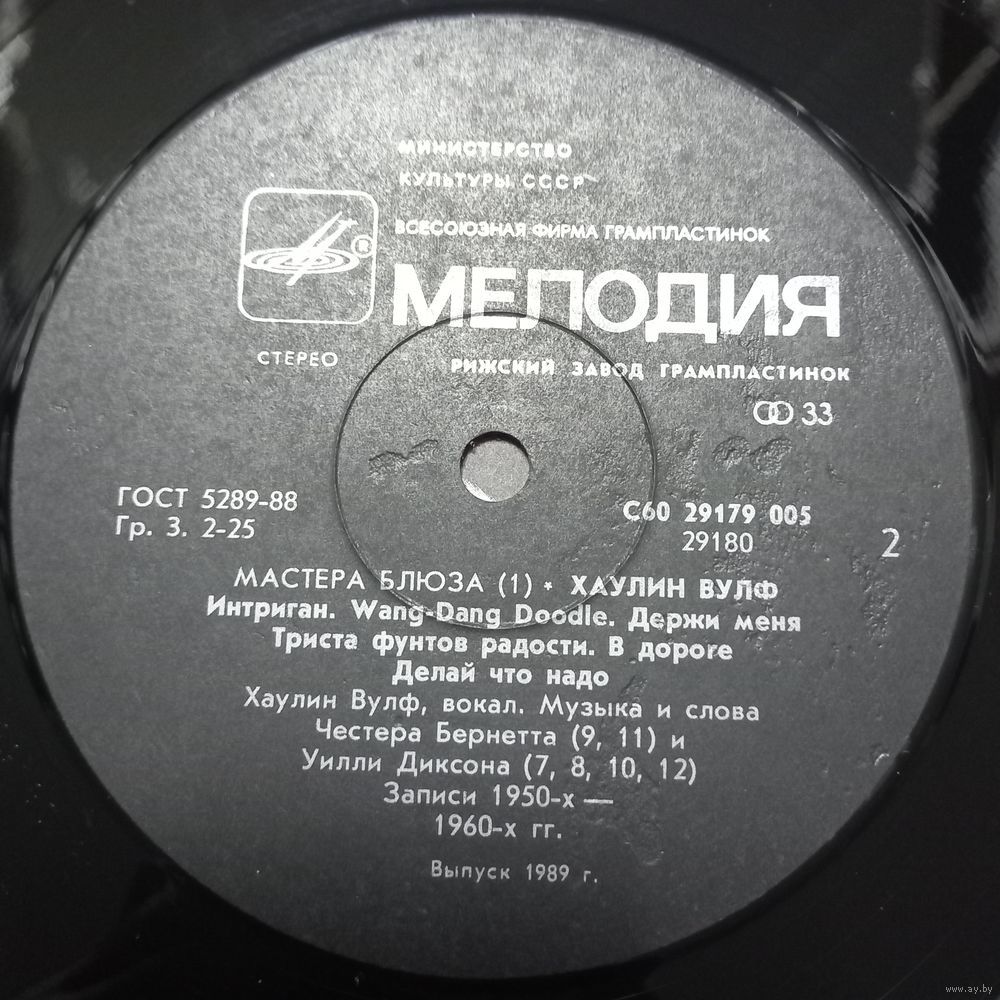 МИНИСТЕРСТВО
КУЛЬТУРЫ СССР
ВСЕСОЮЗНАЯ ФИРМА ГРАМПЛАСТИНОК
®
МЕЛОДИЯ
СТЕРЕО
РИЖСКИЙ ЗАВОД ГРАМПЛАСТИНОК
33
ГОСТ 5289-88
Гр. 3. 2-25
С60 29179 005
29180
2
МАСТЕРА БЛЮЗА (1) * ХАУЛИН ВУЛФ
Интриган. Wang-Dang Doodle. Держи меня
Триста фунтов радости. В дороге
Делай что надо
Хаулин Вулф, вокал. Музыка и слова
Честера Бернетта (9, 11) и
Уилли Диксона (7, 8, 10, 12)
Записи 1950-х —
1960-х гг.
Выпуск 1989 г.
www.ay.by